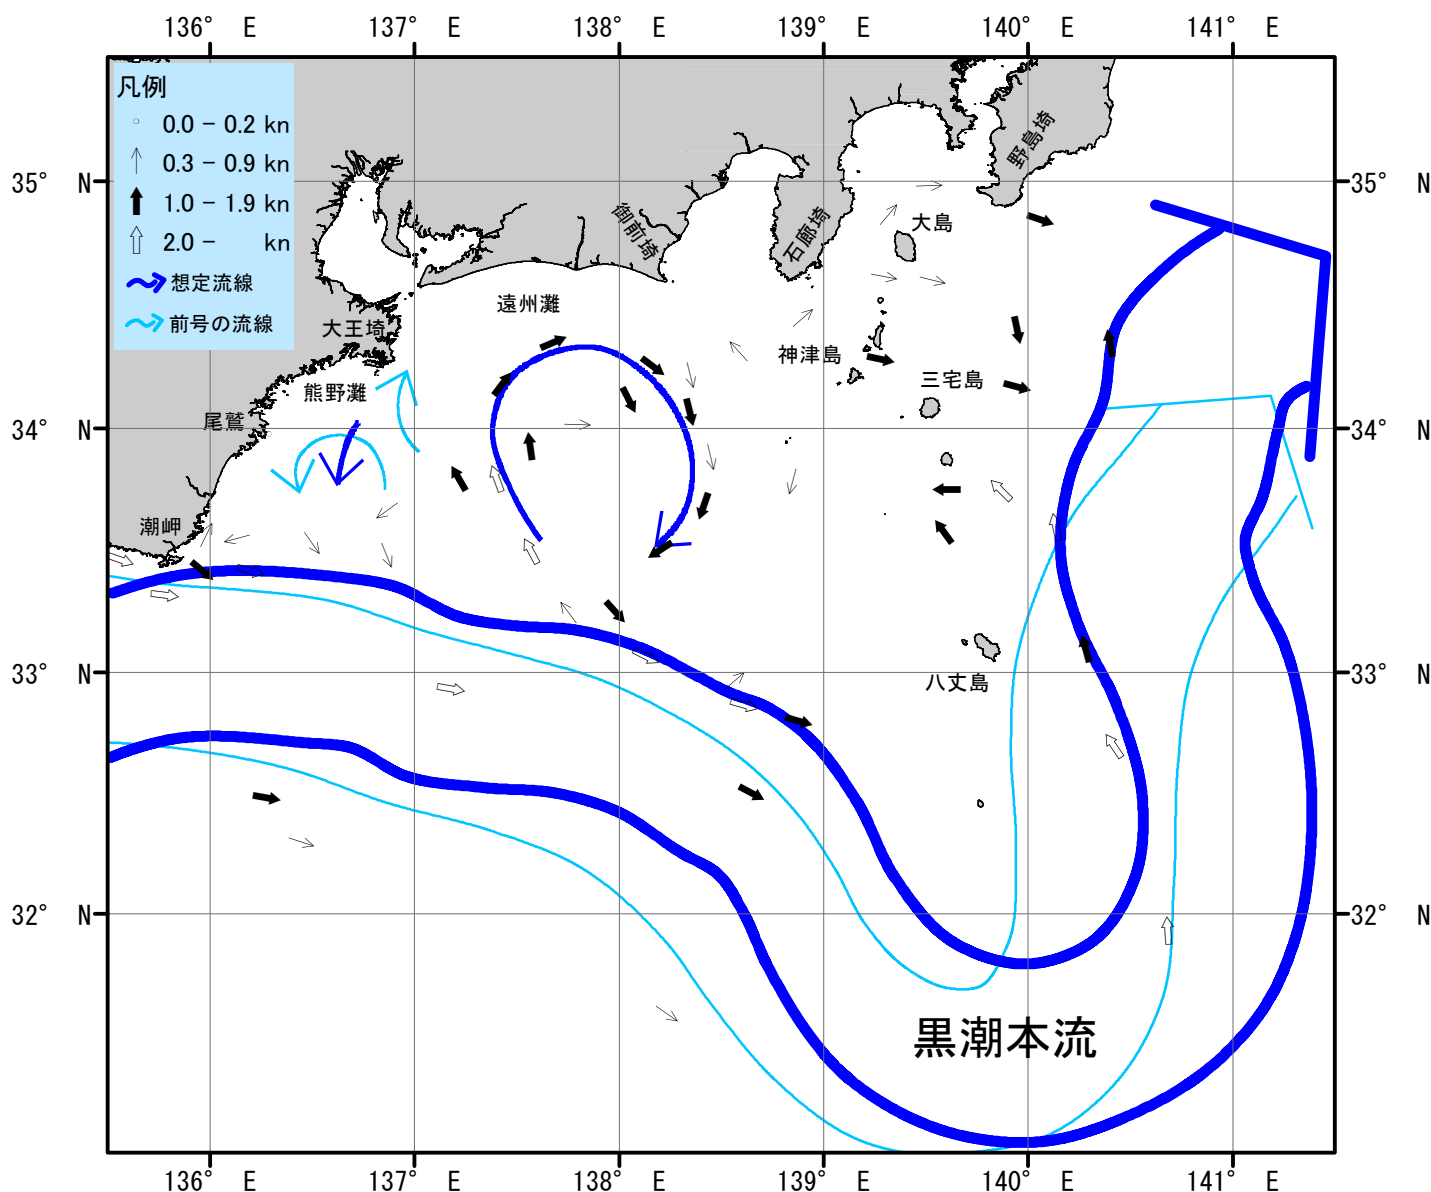 136° E 137° E 138° E 139° E 140° E 141° E
凡例
0.0 - 0.2 kn
0.3 - 0.9 kn
1.0 - 1.9 kn
2.0 - kn
想定流線
前号の流線
野島埼
35° N
35° N
御前埼
石廊埼
大島
遠州灘
大王埼
神津島
三宅島
熊野灘
尾鷲
34° N
34° N
潮岬
33° N
33° N
八丈島
32° N
32° N
黒潮本流
136° E 137° E 138° E 139° E 140° E 141° E